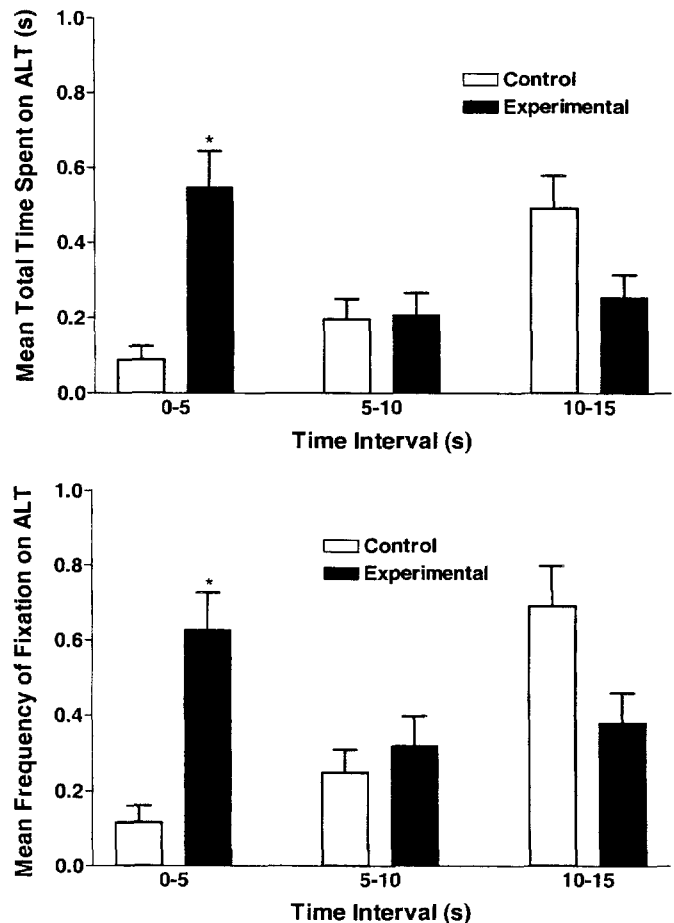 Mean Total Time Spent on ALT (s)
1.0
0.8
0.6
0.4
0.2
0.0
Control
Experimental
*
0-5
5-10
10-15
Time Interval (s)
Mean Frequency of Fixation on ALT
1.0
0.8
0.6
0.4
0.2
0.0
Control
Experimental
*
0-5
5-10
10-15
Time Interval (s)